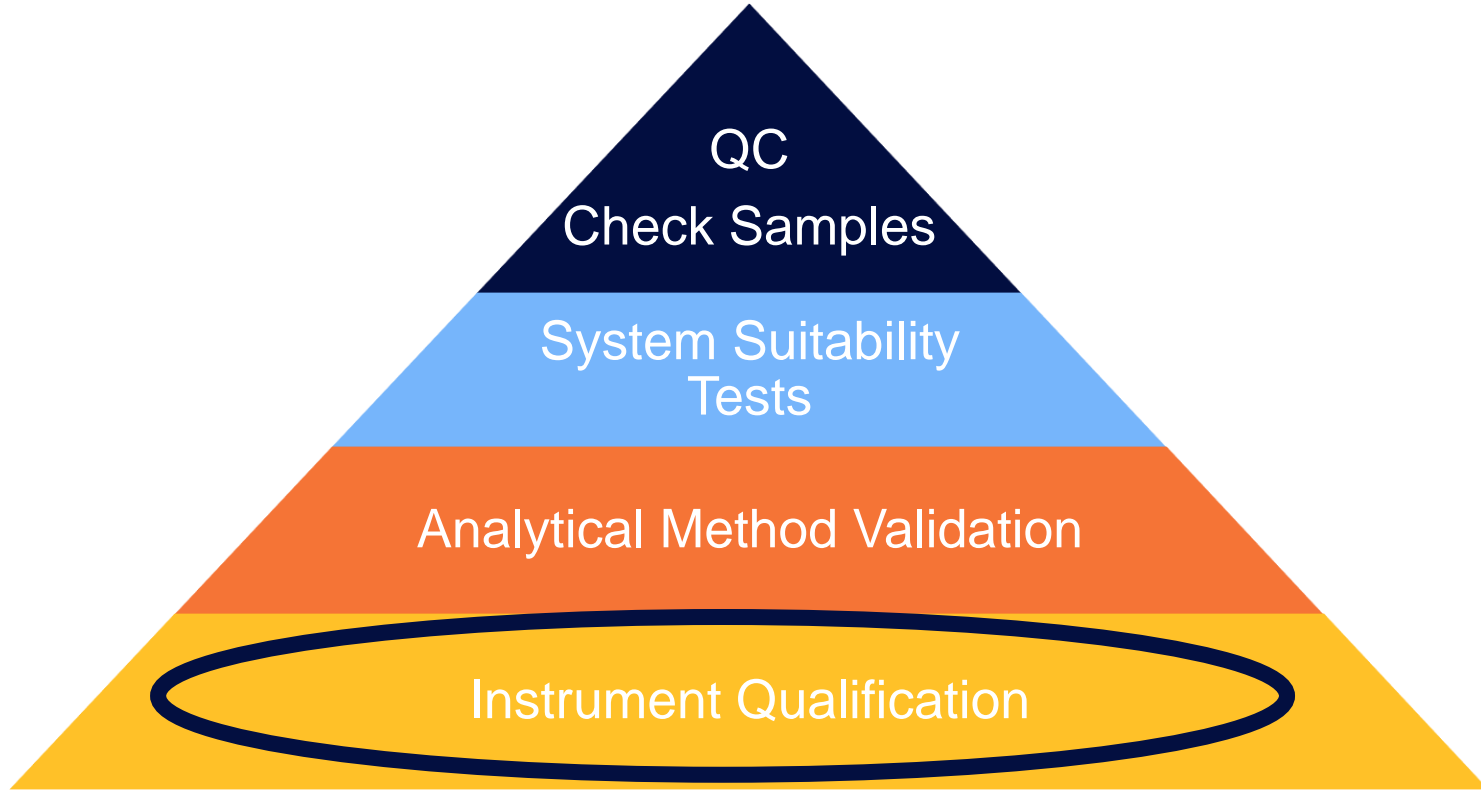 QC
Check Samples
System Suitability
Tests
Analytical Method Validation
Instrument Qualification